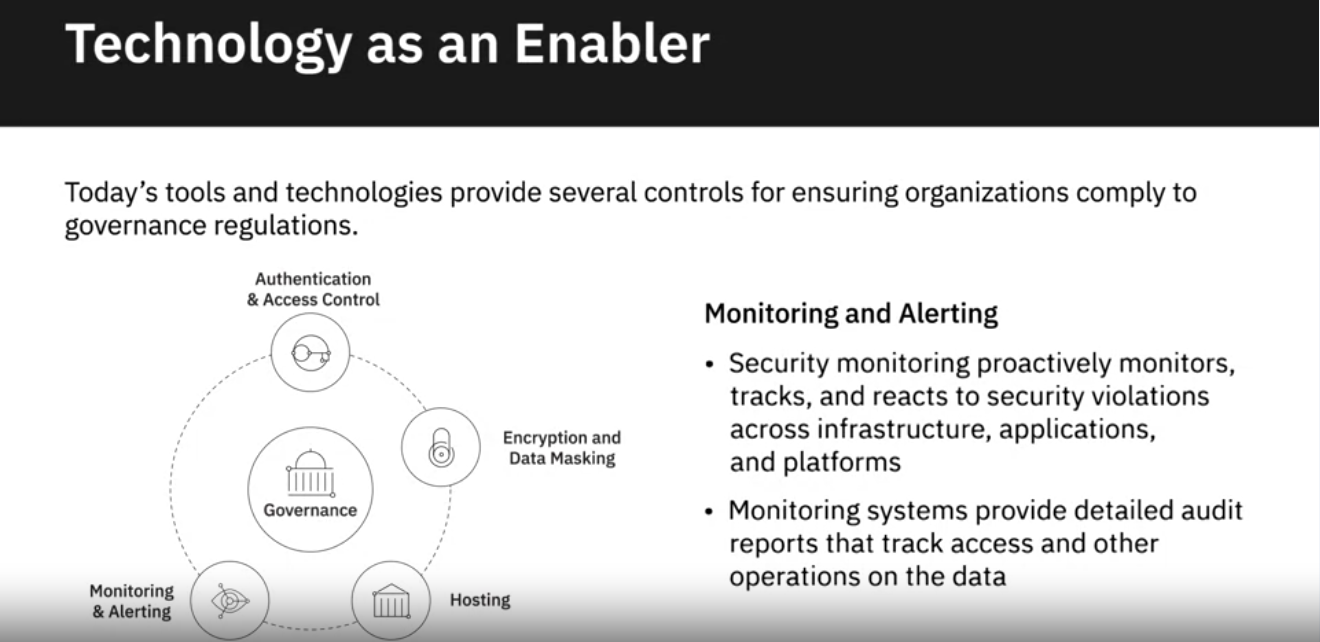 Technology as an Enabler
Today’s tools and technologies provide several controls for ensuring organizations comply to
governance regulations.
Authentication
& Access Control
Encryption and
Data Masking
Governance
Monitoring
& Alerting
Hosting
Monitoring and Alerting
• Security monitoring proactively monitors,
tracks, and reacts to security violations
across infrastructure, applications,
and platforms
• Monitoring systems provide detailed audit
reports that track access and other
operations on the data